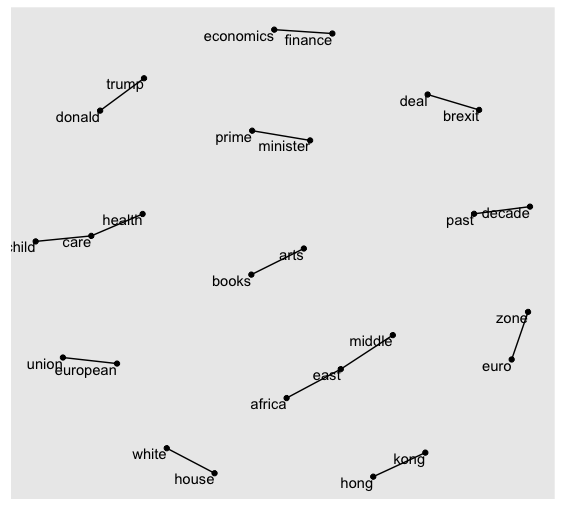 economics
finance
trump
donald
deal
brexit
prime
minister
health
child
care
past
decade
arts
books
zone
middle
union
european
euro
east
africa
white
house
kong
hong